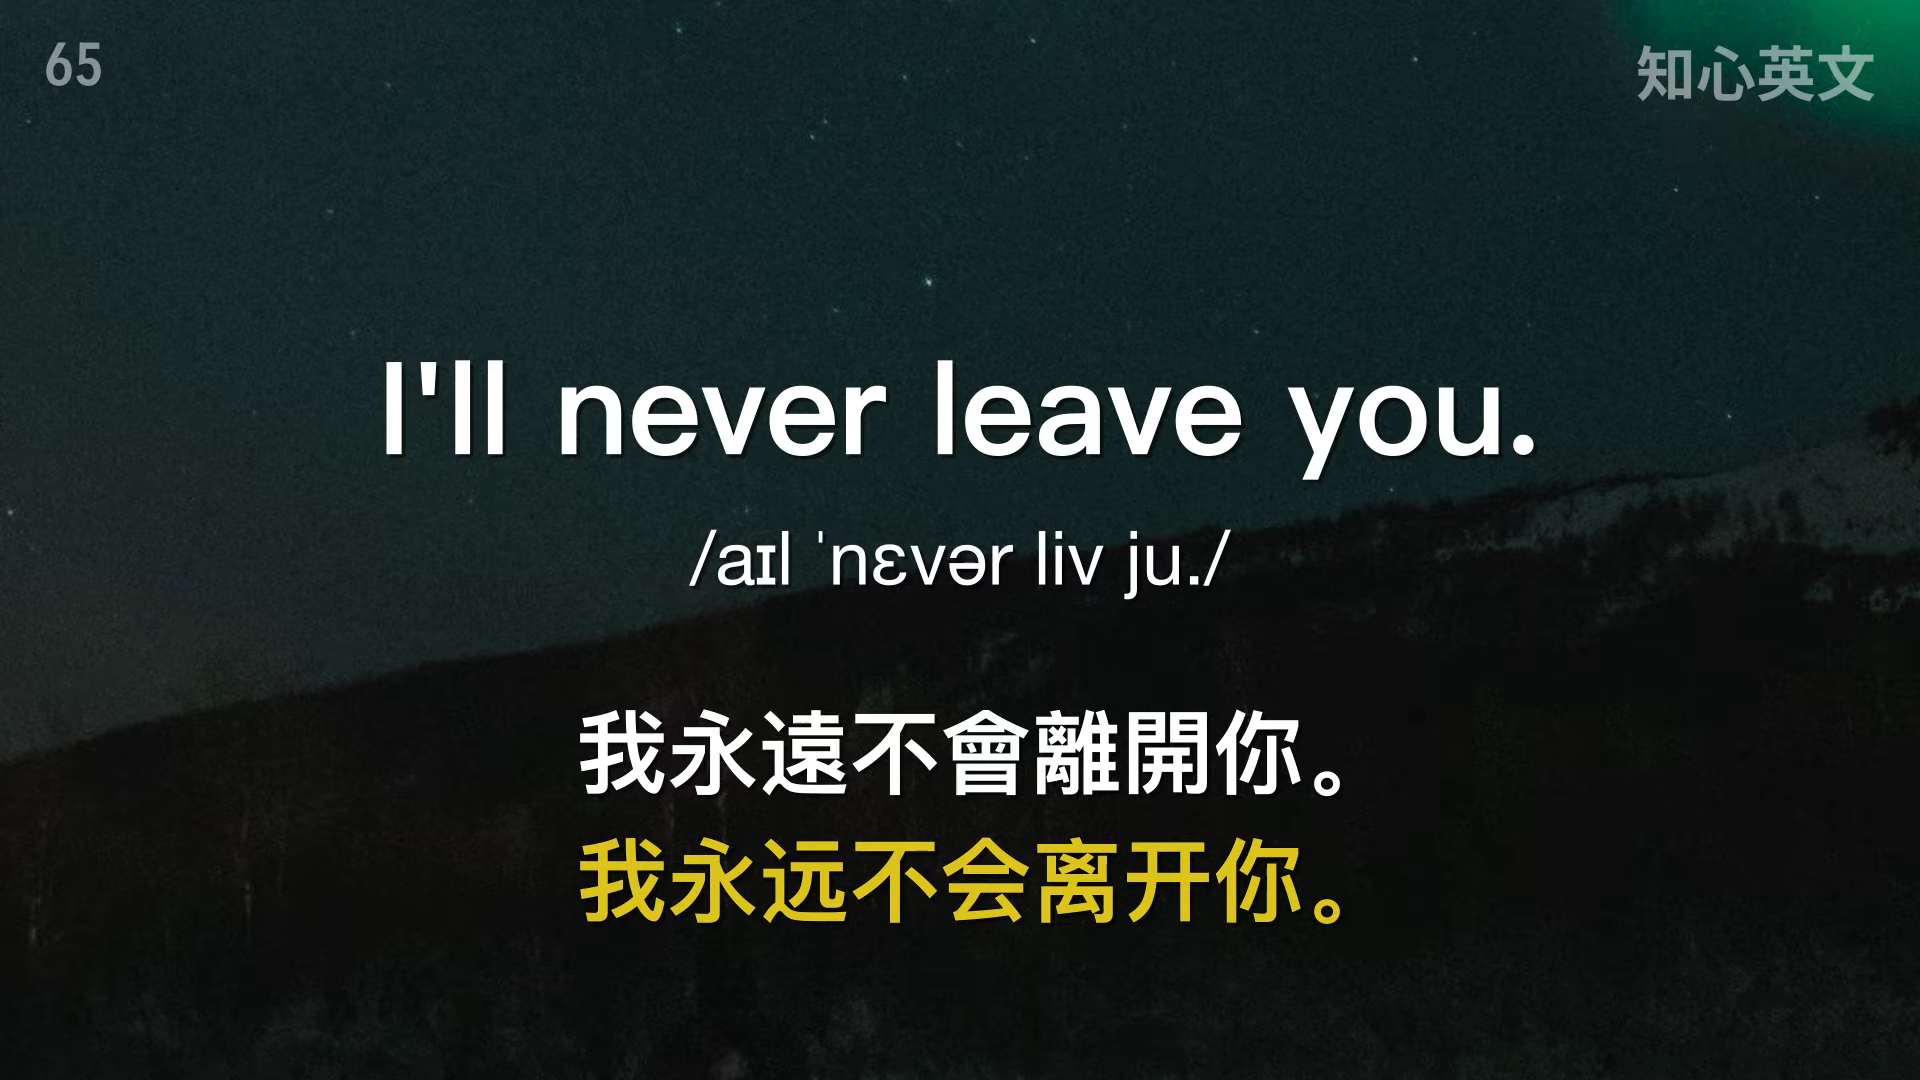 65
知心英文
I'll never leave you.
/aɪl ˈnɛvər liv ju./
我永遠不會離開你。
我永远不会离开你。